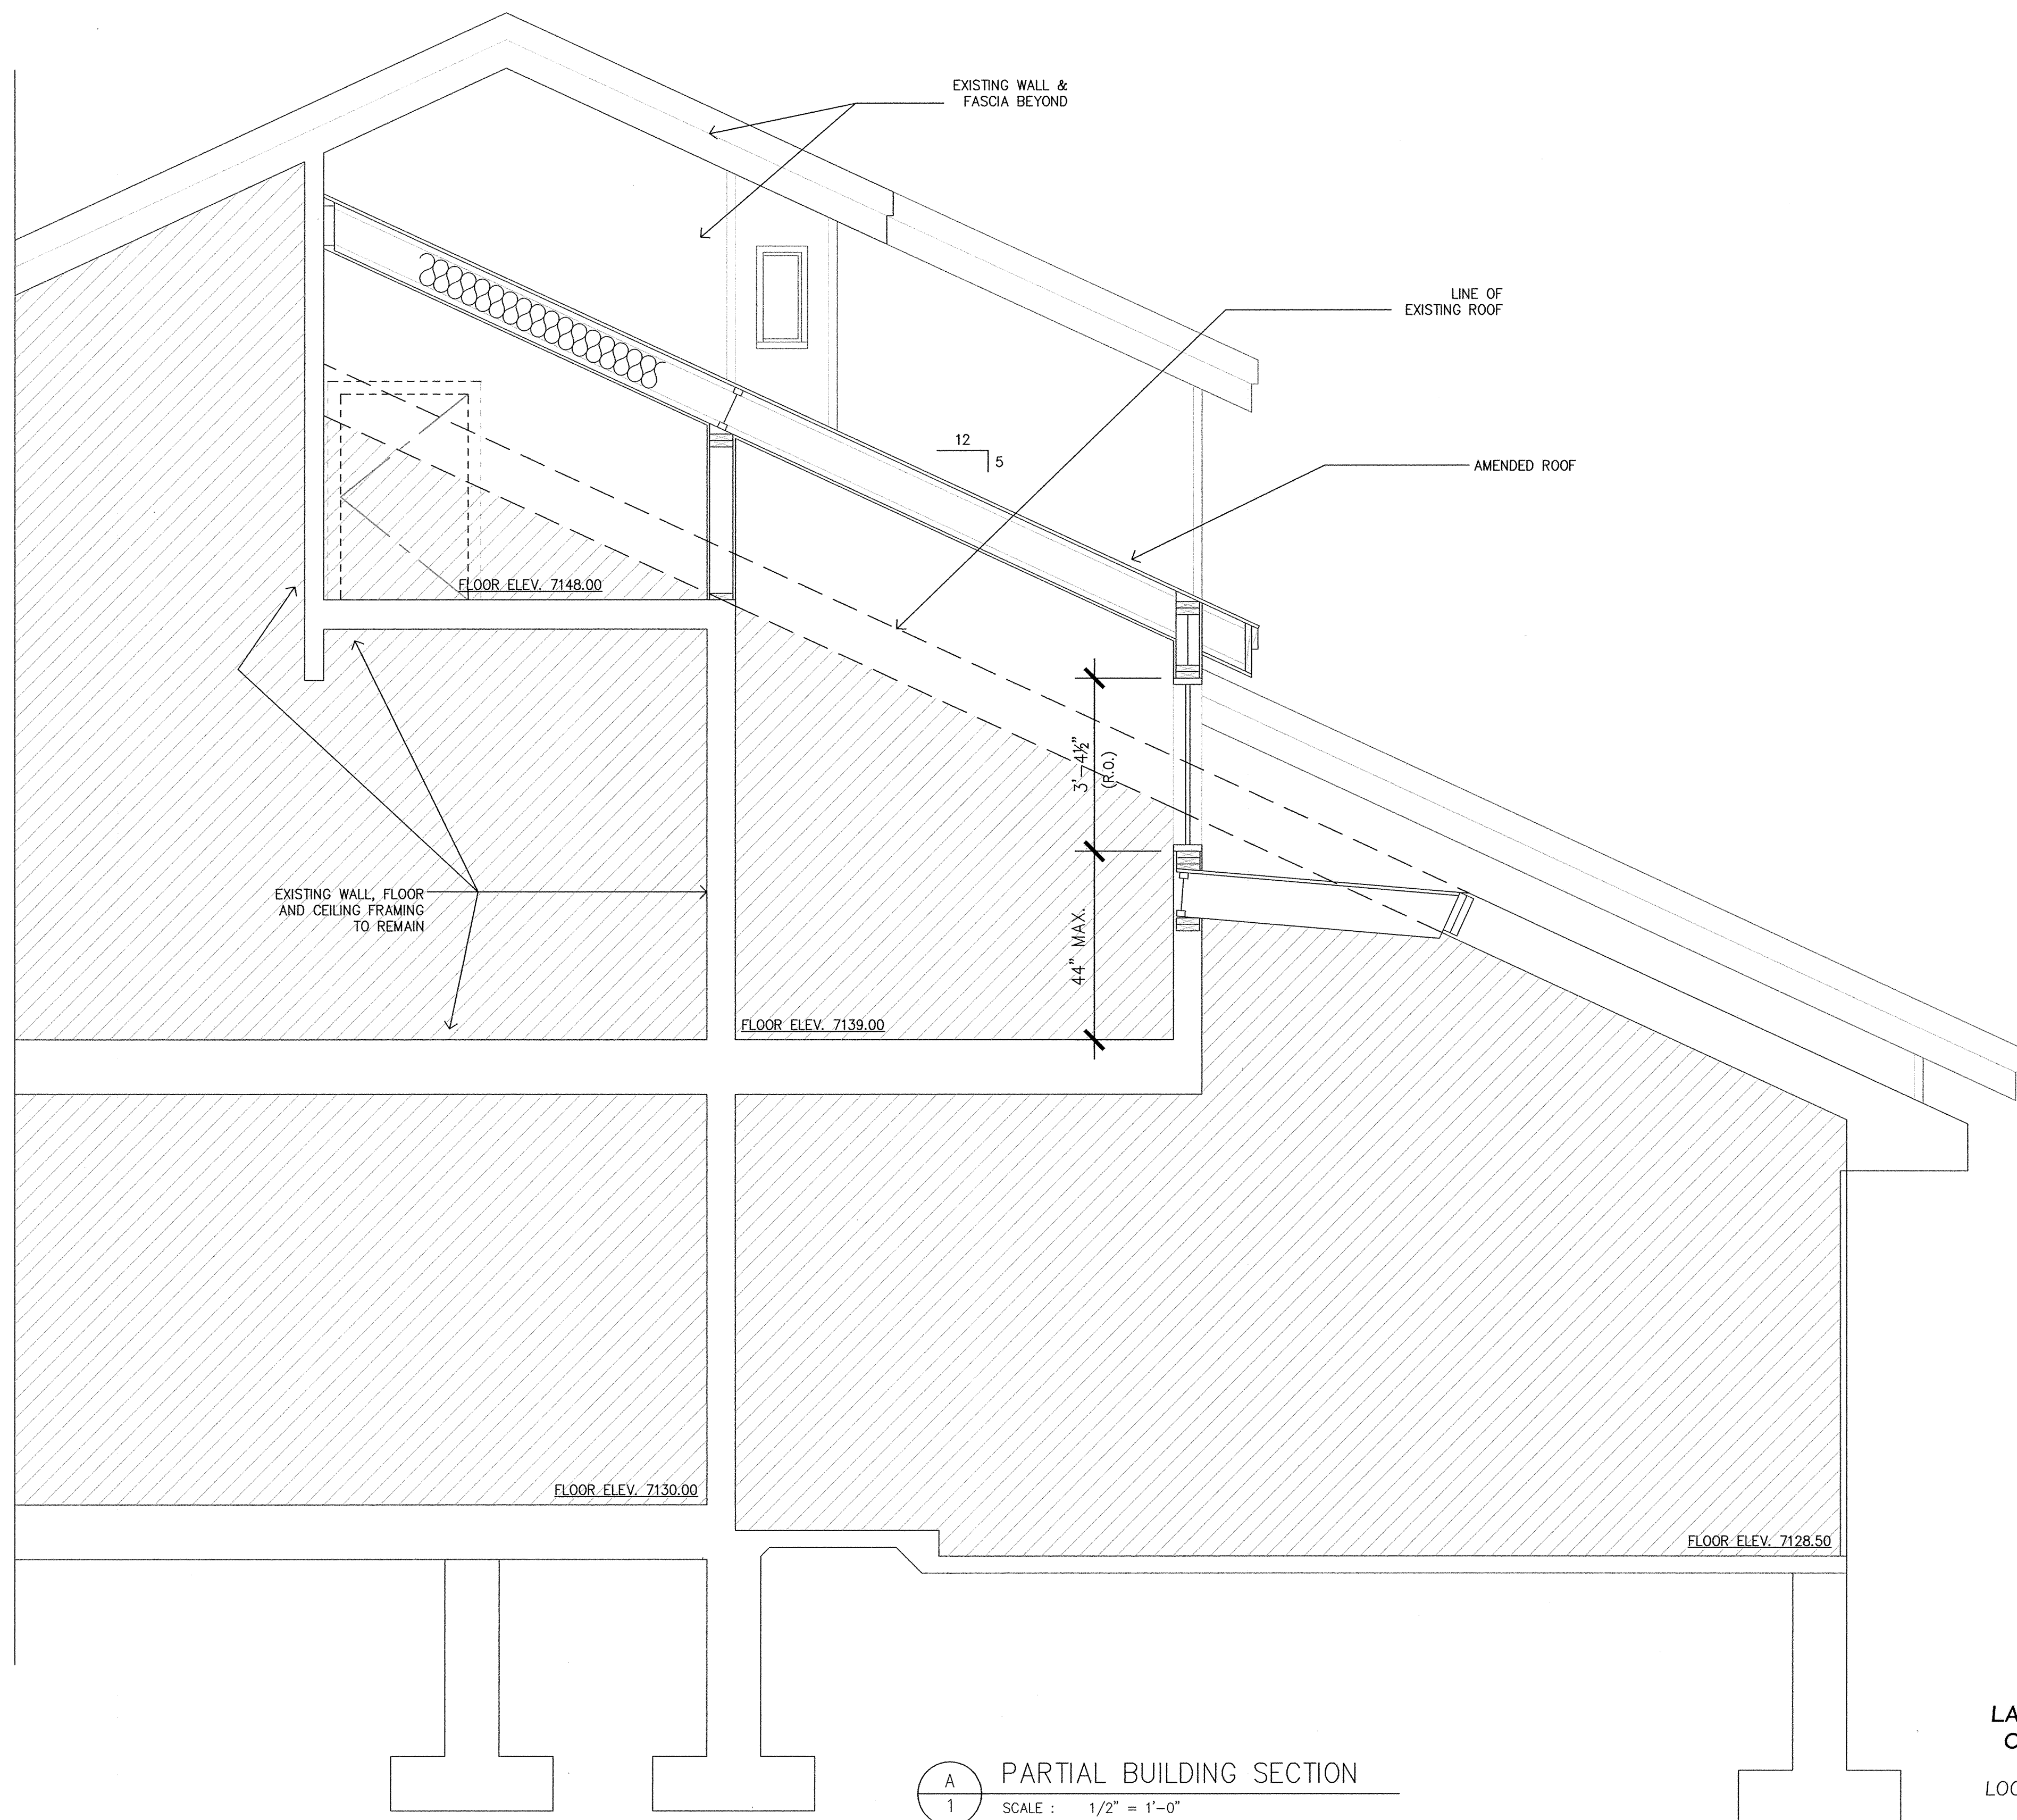 EXISTING WALL &
FASCIA BEYOND
LINE OF
EXISTING ROOF
12
5
AMENDED ROOF
FLOOR ELEV. 7148.00
3'-4½"
(R.O.)
EXISTING WALL, FLOOR
AND CEILING FRAMING
TO REMAIN
44" MAX.
FLOOR ELEV. 7139.00
FLOOR ELEV. 7130.00
FLOOR ELEV. 7128.50
A
1
PARTIAL BUILDING SECTION
SCALE : 1/2" = 1'-0"